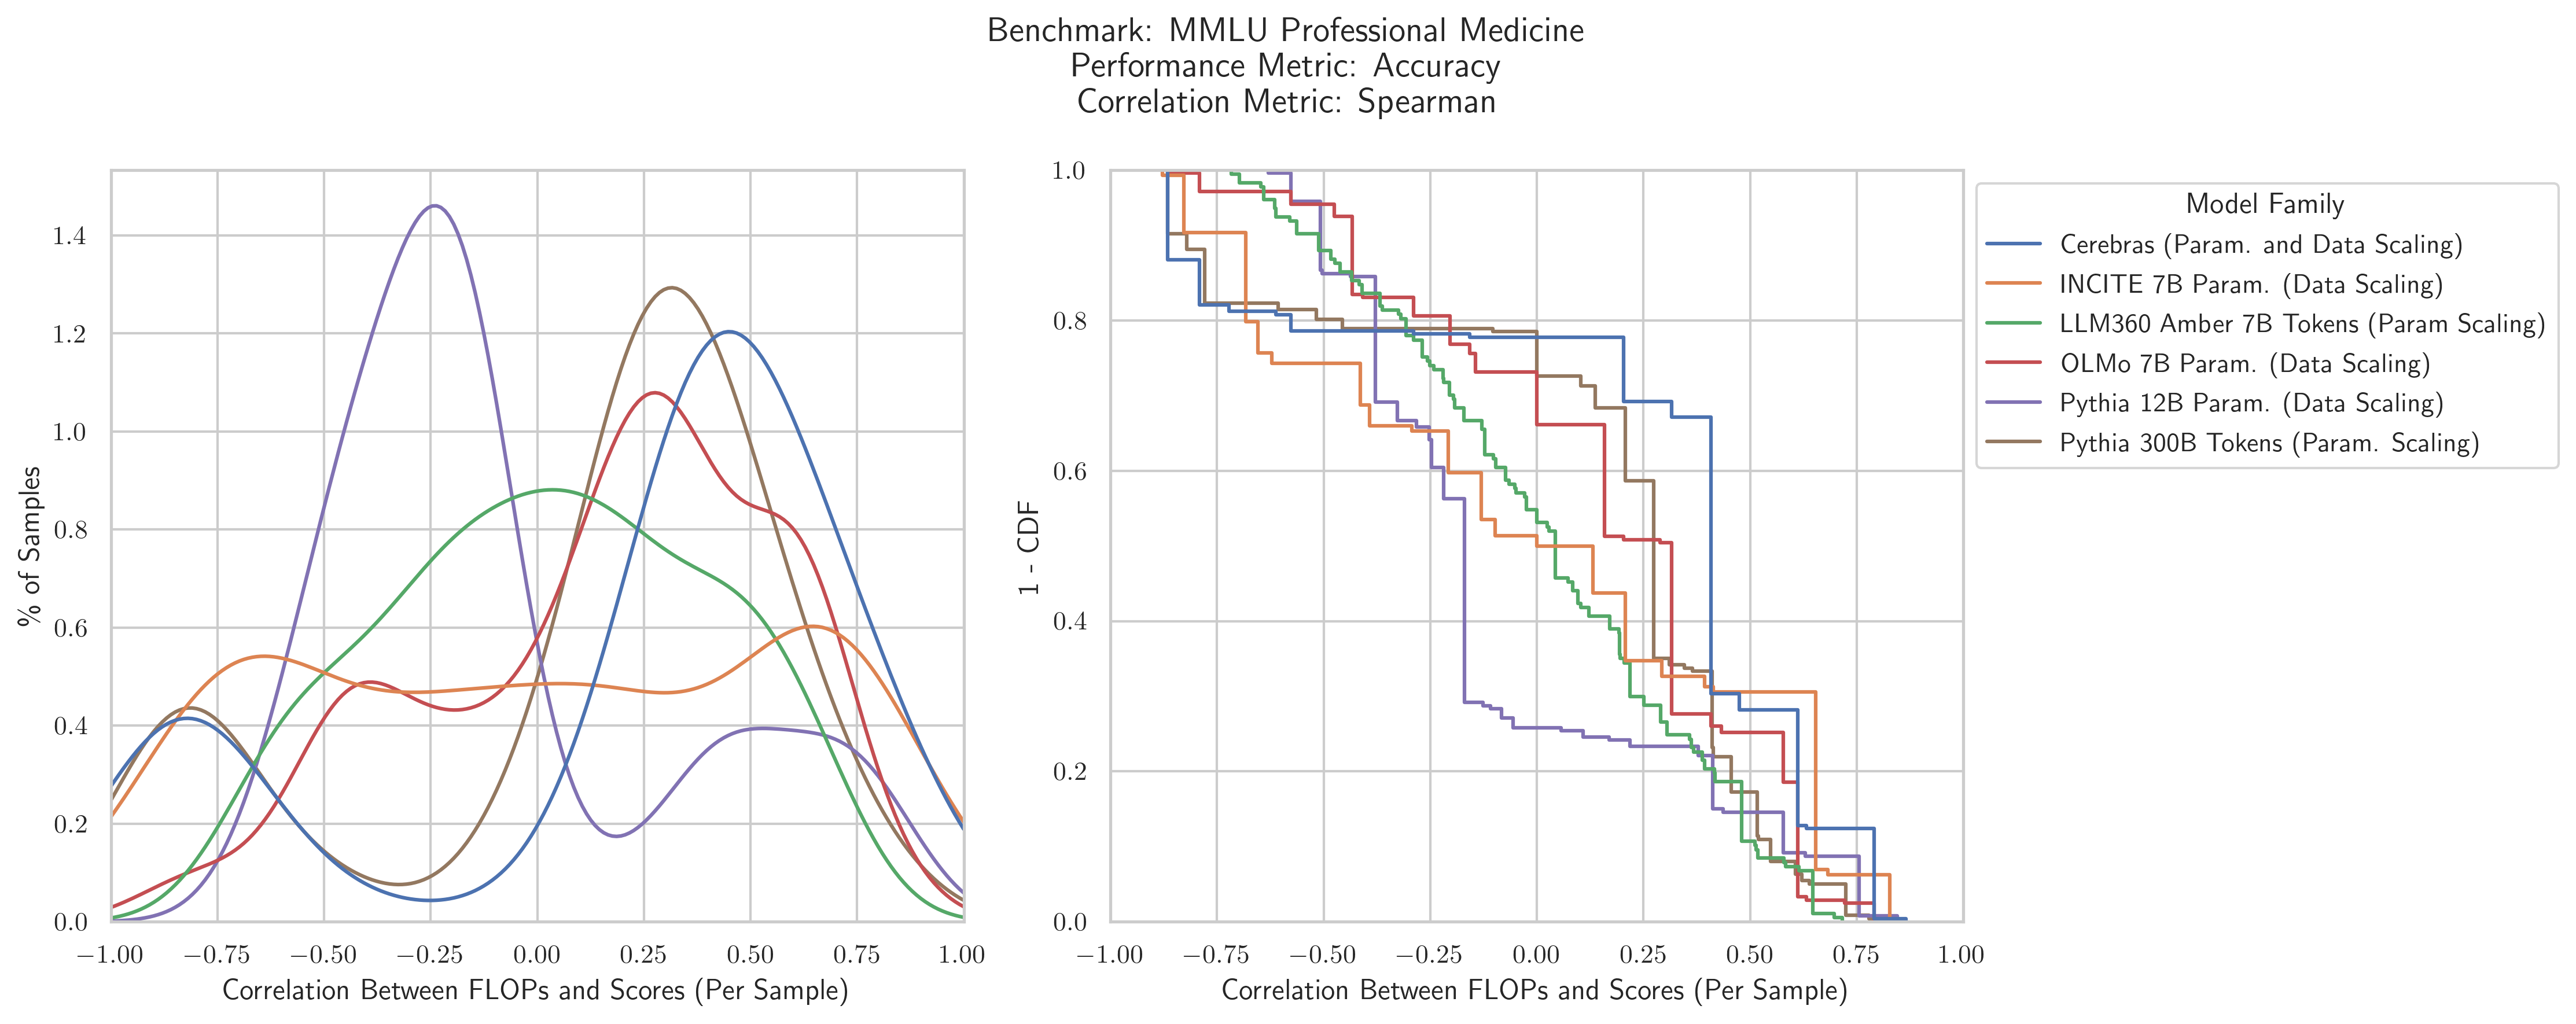 Benchmark: MMLU Professional Medicine
Performance Metric: Accuracy
Correlation Metric: Spearman
% of Samples
1.4
1.2
1.0
0.8
0.6
0.4
0.2
0.0
−1.00 −0.75 −0.50 −0.25 0.00 0.25 0.50 0.75 1.00
Correlation Between FLOPs and Scores (Per Sample)
1 - CDF
1.0
0.8
0.6
0.4
0.2
0.0
−1.00 −0.75 −0.50 −0.25 0.00 0.25 0.50 0.75 1.00
Correlation Between FLOPs and Scores (Per Sample)
Model Family
Cerebras (Param. and Data Scaling)
INCITE 7B Param. (Data Scaling)
LLM360 Amber 7B Tokens (Param Scaling)
OLMo 7B Param. (Data Scaling)
Pythia 12B Param. (Data Scaling)
Pythia 300B Tokens (Param. Scaling)